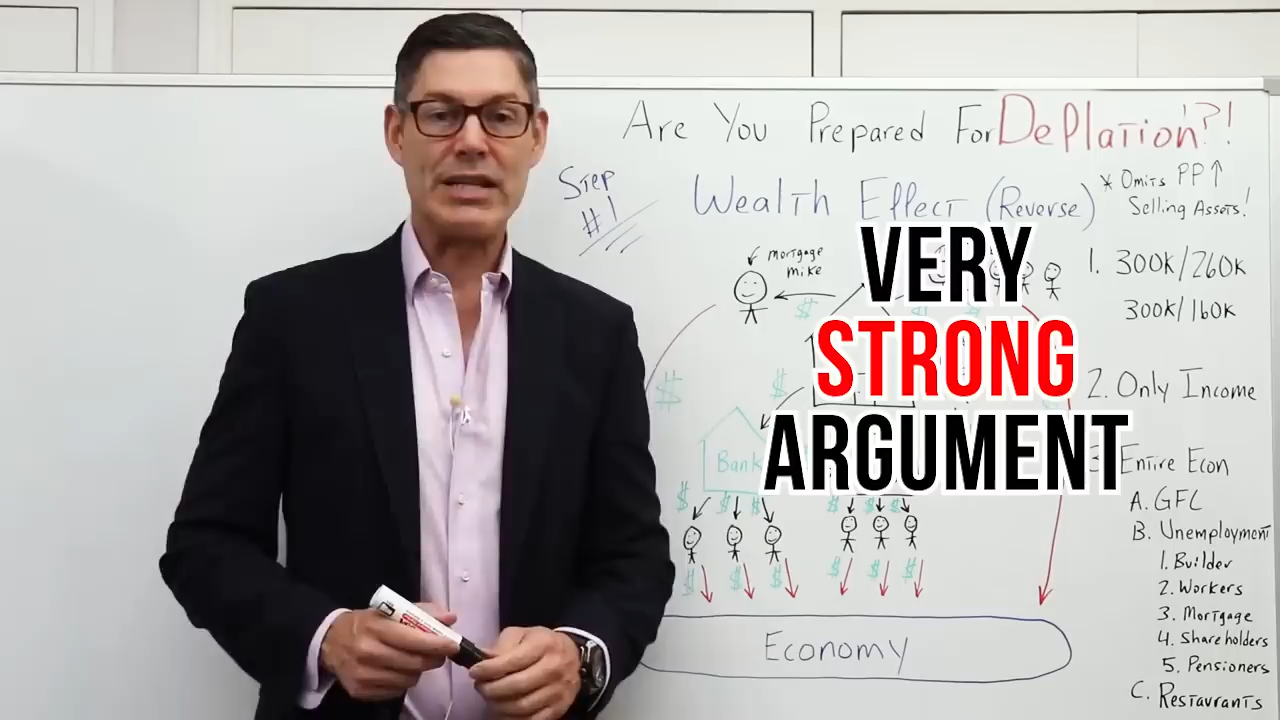 Are You Prepared For Deflation!?!
Step #1
Wealth Effect (Reverse)
* Omits PP↑
Selling Assets!
mortgage
mike
$
VERY
STRONG
ARGUMENT
1. 300k/260k
300k/160k
2. Only Income
3. Entire Econ
A. GFC
B. Unemployment
1. Builder
2. Workers
3. Mortgage
4. Shareholders
5. Pensioners
C. Restaurants
Bank
$ $ $ $ $ $
$ $ $ $ $ $
Economy